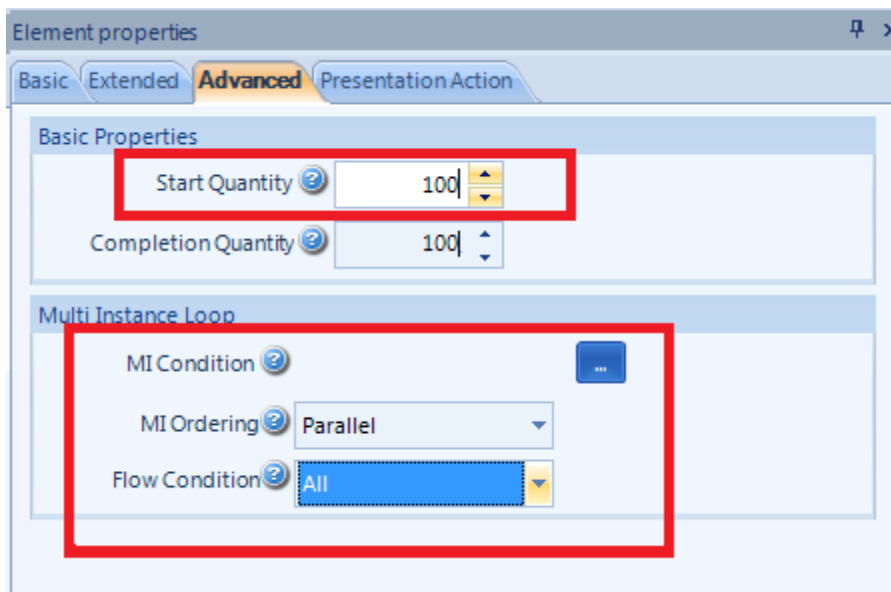 Element properties
Basic Extended Advanced Presentation Action
Basic Properties
Start Quantity 100
Completion Quantity 100
Multi Instance Loop
MI Condition ...
MI Ordering Parallel
Flow Condition All